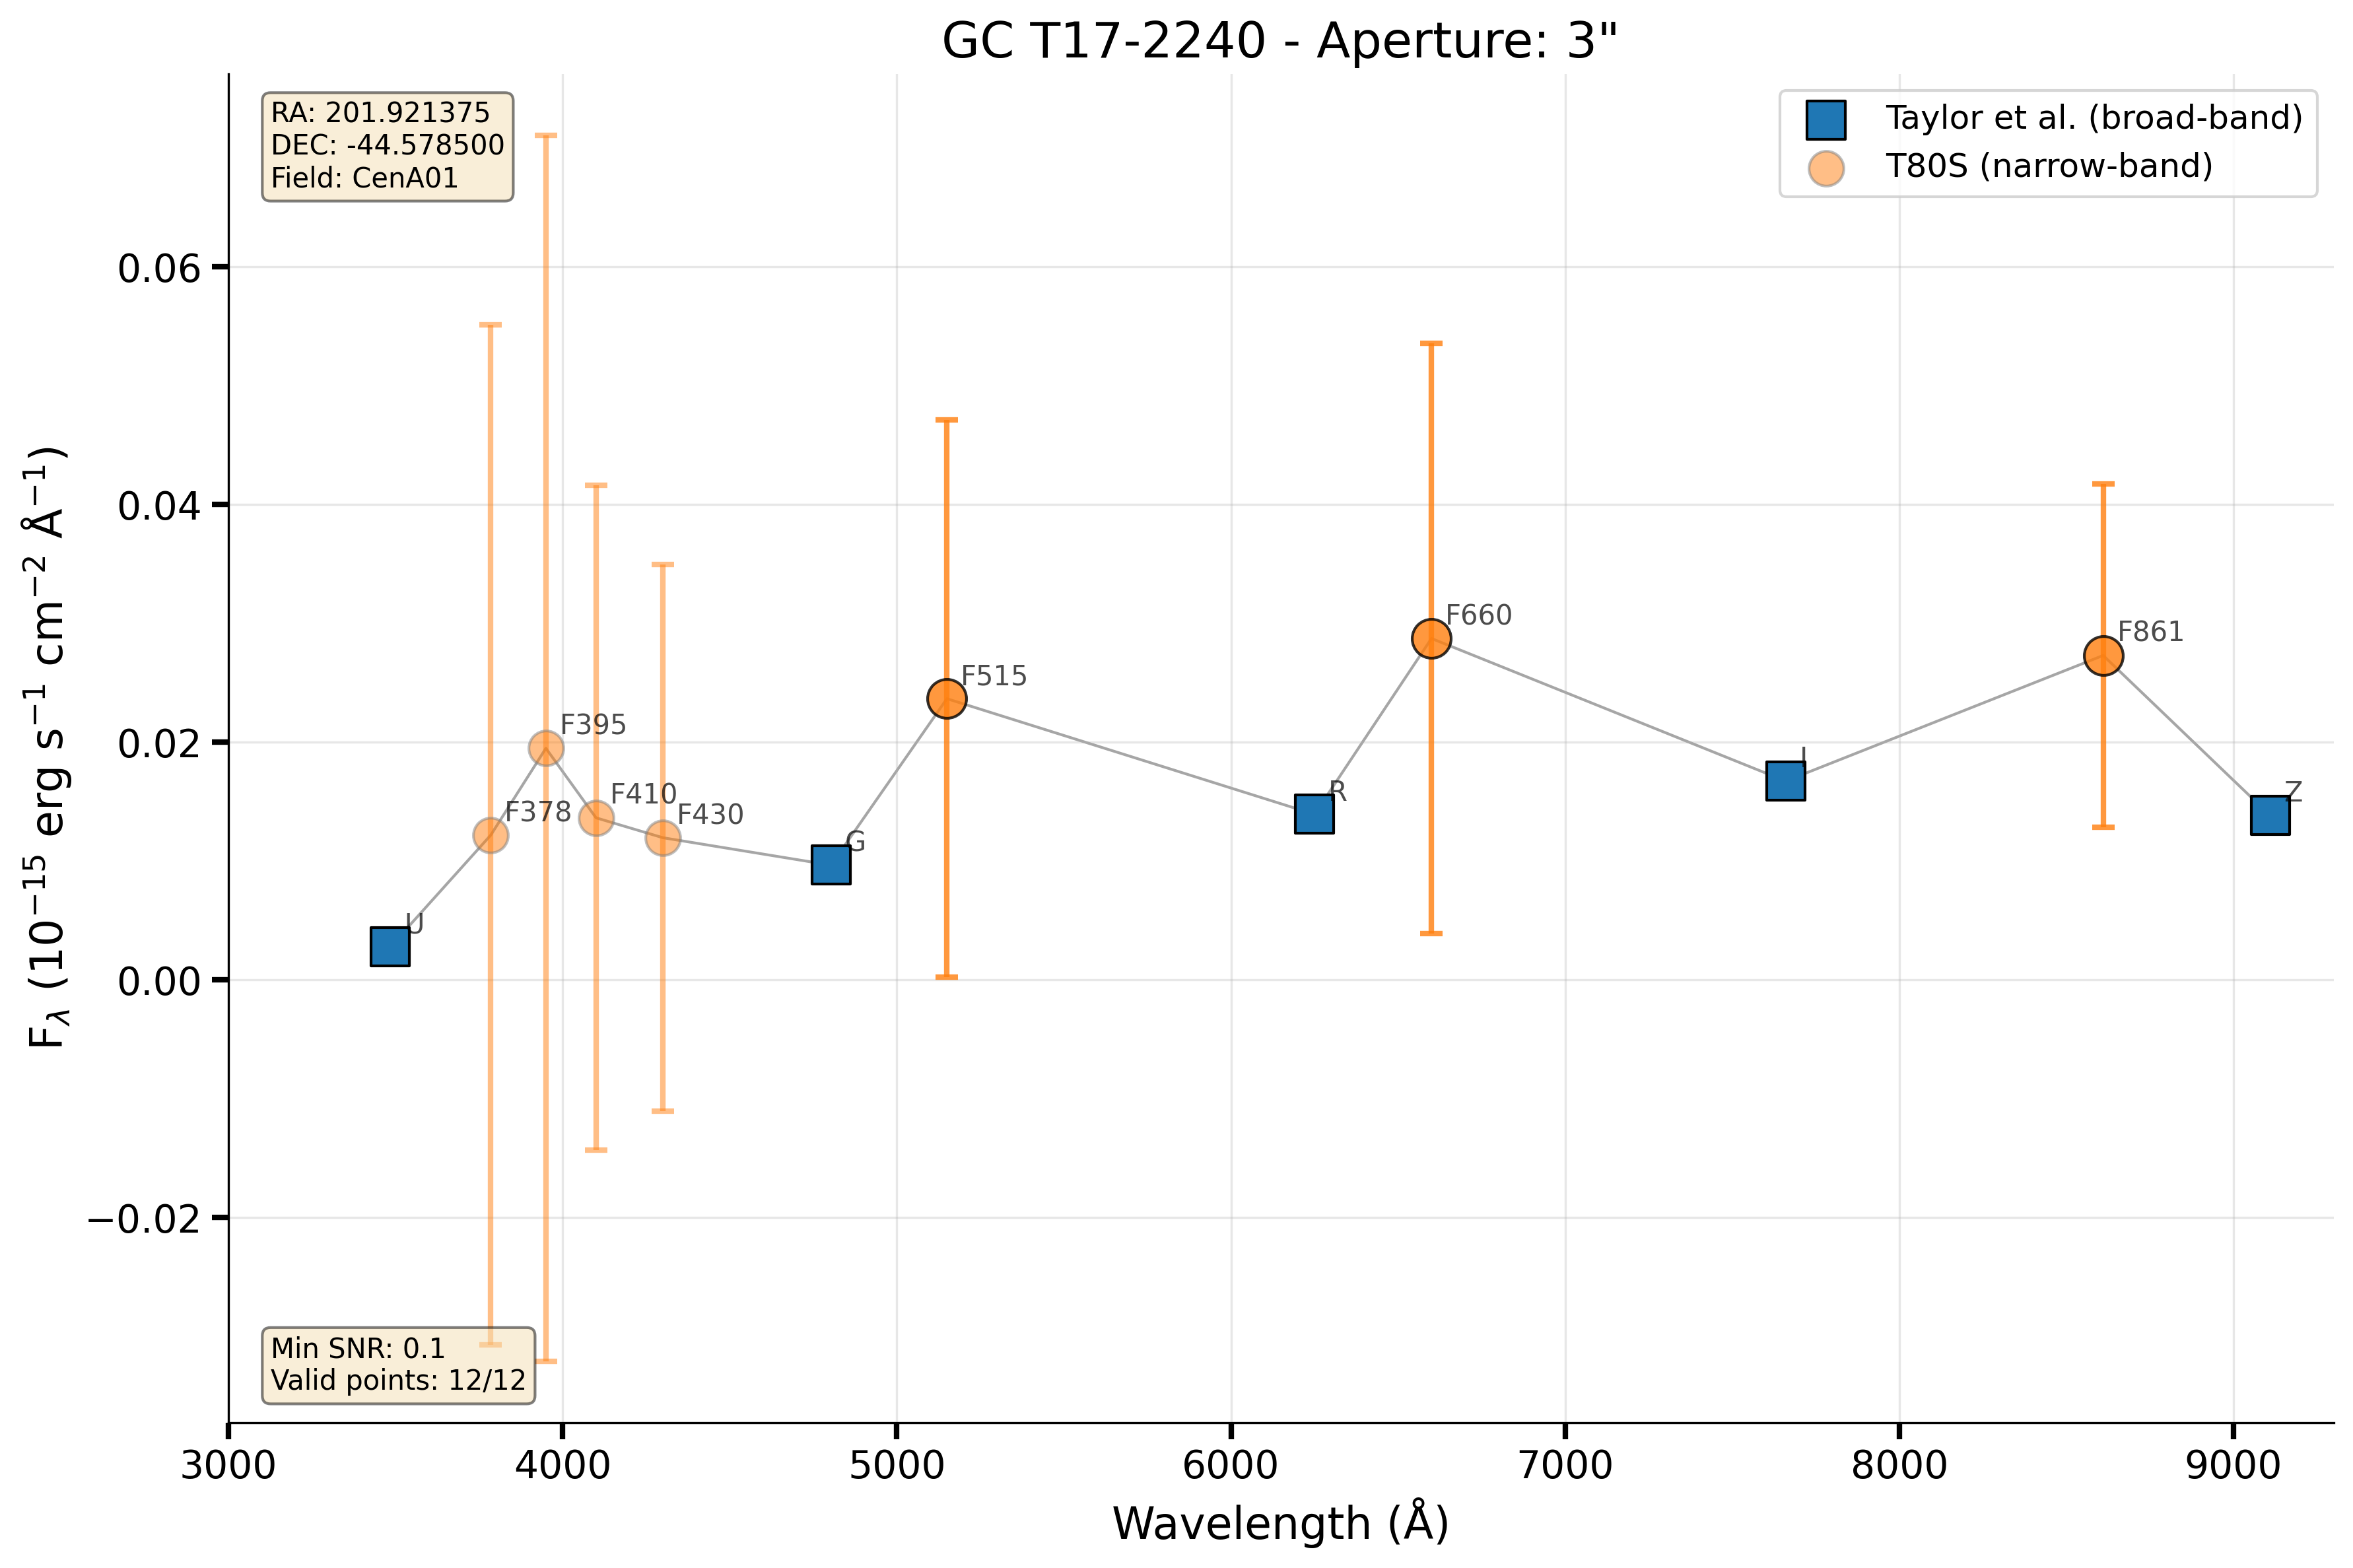 GC T17-2240 - Aperture: 3"
RA: 201.921375
DEC: -44.578500
Field: CenA01
Taylor et al. (broad-band)
T80S (narrow-band)
F_λ (10⁻¹⁵ erg s⁻¹ cm⁻² Å⁻¹)
0.06
0.04
0.02
0.00
−0.02
U
F378
F395
F410
F430
G
F515
R
F660
I
F861
Z
Min SNR: 0.1
Valid points: 12/12
3000 4000 5000 6000 7000 8000 9000
Wavelength (Å)